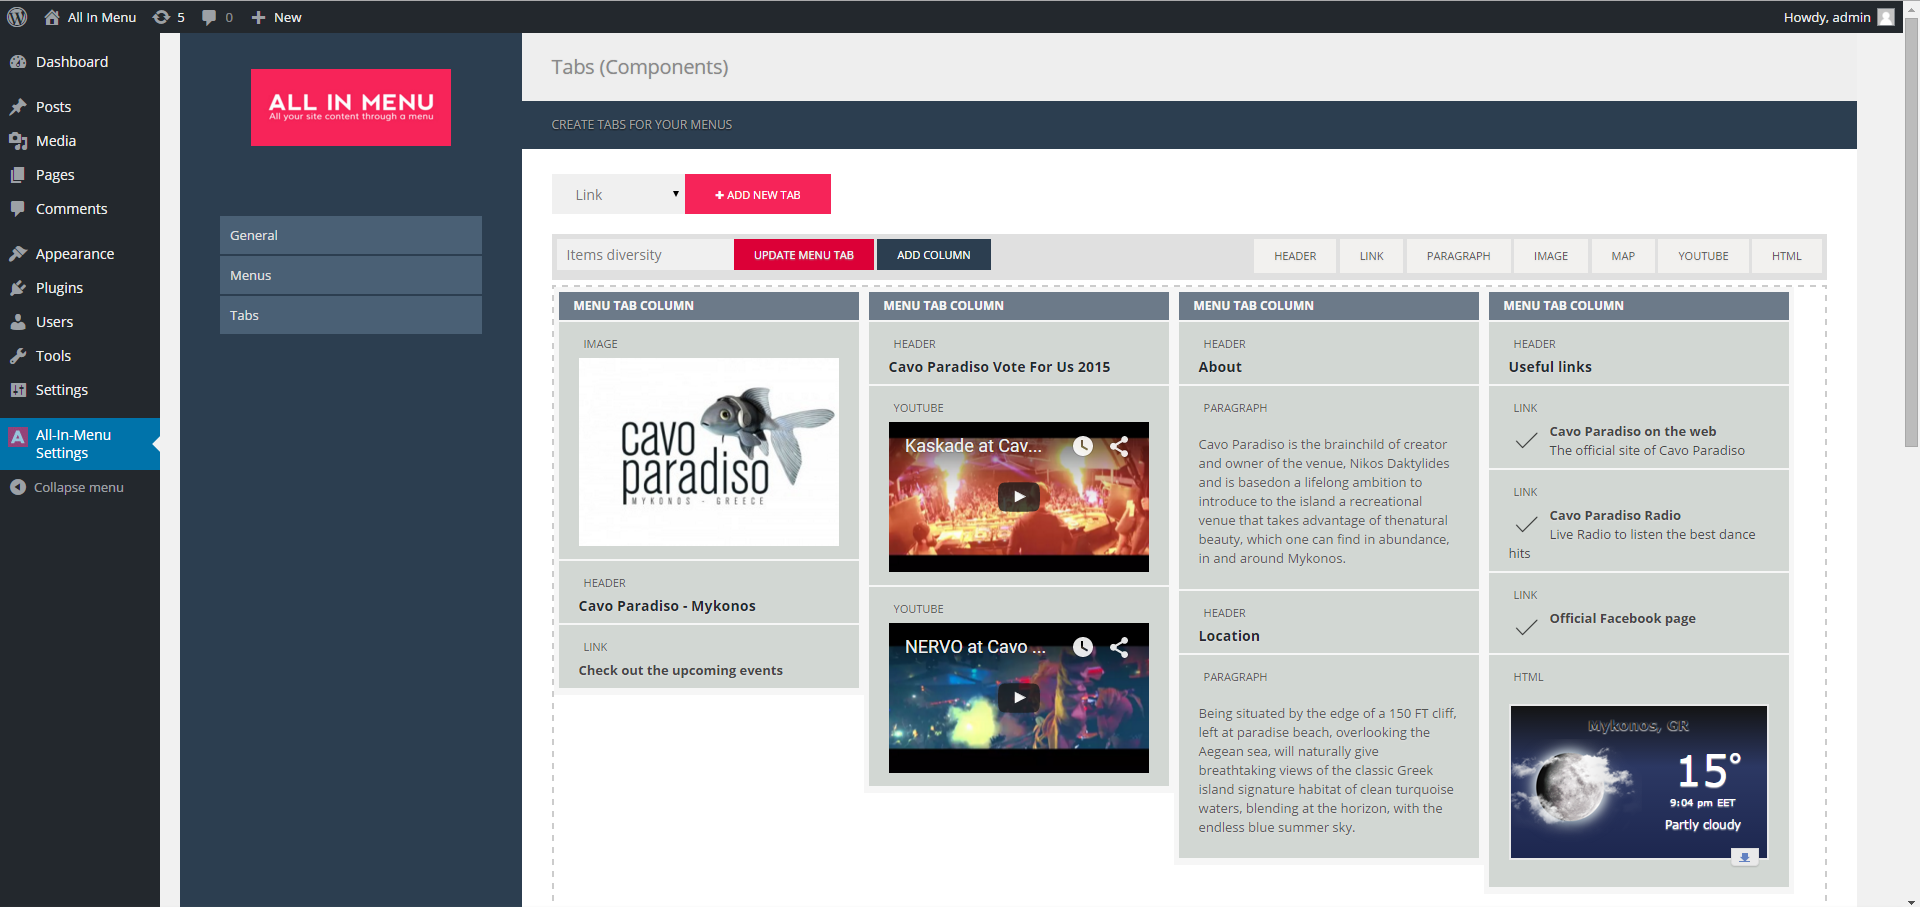 All In Menu
5
0
New
Howdy, admin
Dashboard
Posts
Media
Pages
Comments
Appearance
Plugins
Users
Tools
Settings
All-In-Menu
Settings
Collapse menu
ALL IN MENU
All your site content through a menu
General
Menus
Tabs
Tabs (Components)
CREATE TABS FOR YOUR MENUS
Link
ADD NEW TAB
Items diversity
UPDATE MENU TAB
ADD COLUMN
HEADER
LINK
PARAGRAPH
IMAGE
MAP
YOUTUBE
HTML
MENU TAB COLUMN
IMAGE
cavo
paradiso
MYKONOS - GREECE
HEADER
Cavo Paradiso - Mykonos
LINK
Check out the upcoming events
MENU TAB COLUMN
HEADER
Cavo Paradiso Vote For Us 2015
YOUTUBE
Kaskade at Cav...
YOUTUBE
NERVO at Cavo ...
MENU TAB COLUMN
HEADER
About
PARAGRAPH
Cavo Paradiso is the brainchild of creator
and owner of the venue, Nikos Daktylides
and is basedon a lifelong ambition to
introduce to the island a recreational
venue that takes advantage of thenatural
beauty, which one can find in abundance,
in and around Mykonos.
HEADER
Location
PARAGRAPH
Being situated by the edge of a 150 FT cliff,
left at paradise beach, overlooking the
Aegean sea, will naturally give
breathtaking views of the classic Greek
island signature habitat of clean turquoise
waters, blending at the horizon, with the
endless blue summer sky.
MENU TAB COLUMN
HEADER
Useful links
LINK
Cavo Paradiso on the web
The official site of Cavo Paradiso
LINK
Cavo Paradiso Radio
Live Radio to listen the best dance
hits
LINK
Official Facebook page
HTML
Mykonos, GR
15°
9:04 pm EET
Partly cloudy